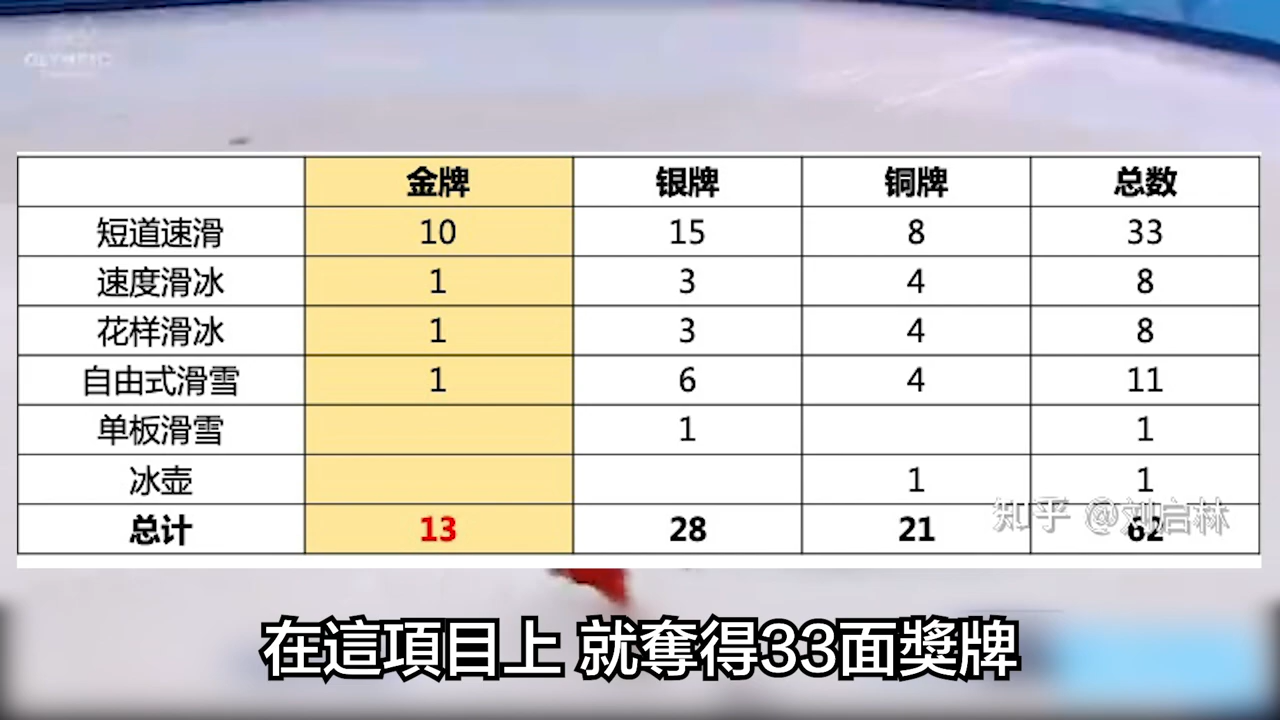 OLYMPIC
金牌 银牌 铜牌 总数
短道速滑 10 15 8 33
速度滑冰 1 3 4 8
花样滑冰 1 3 4 8
自由式滑雪 1 6 4 11
单板滑雪 1 1
冰壶 1 1
总计 13 28 21 62
知乎 @刘启林
在這項目上 就奪得33面獎牌